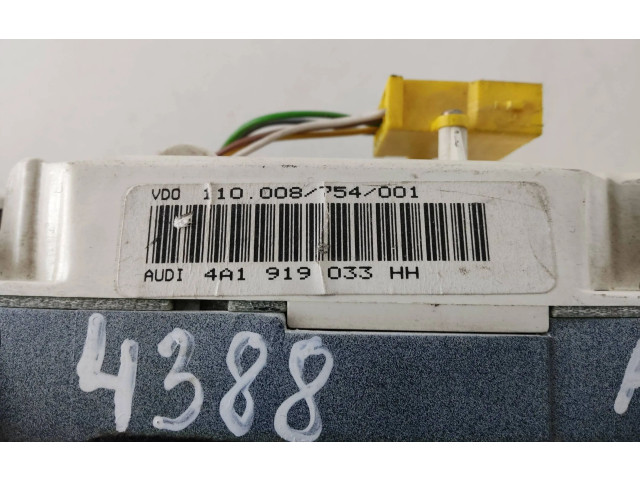 VDO 110.008/754/001
AUDI 4A1 919 033 HH
4388
A